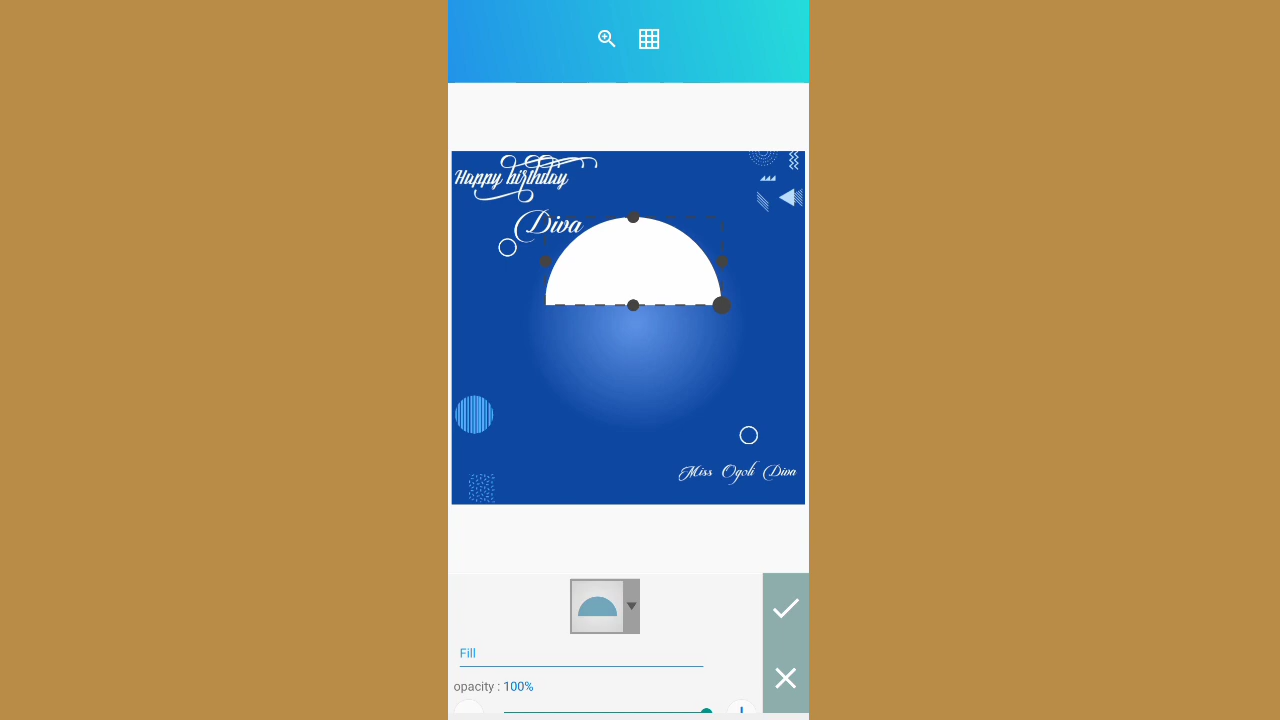 Happy birthday
Diva
Miss Ogoli Diva
Fill
opacity : 100%